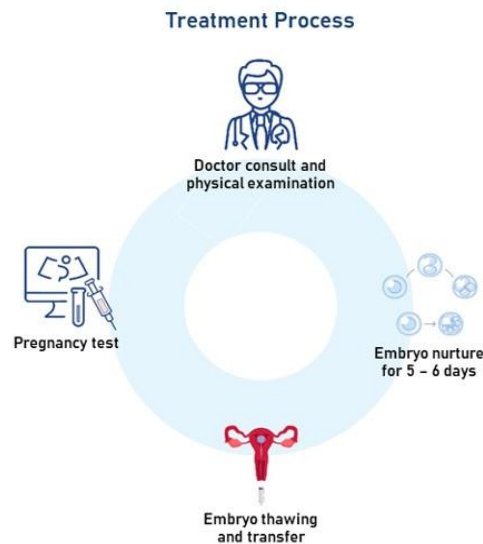 Treatment Process
Doctor consult and
physical examination
Embryo nurture
for 5 – 6 days
Embryo thawing
and transfer
Pregnancy test